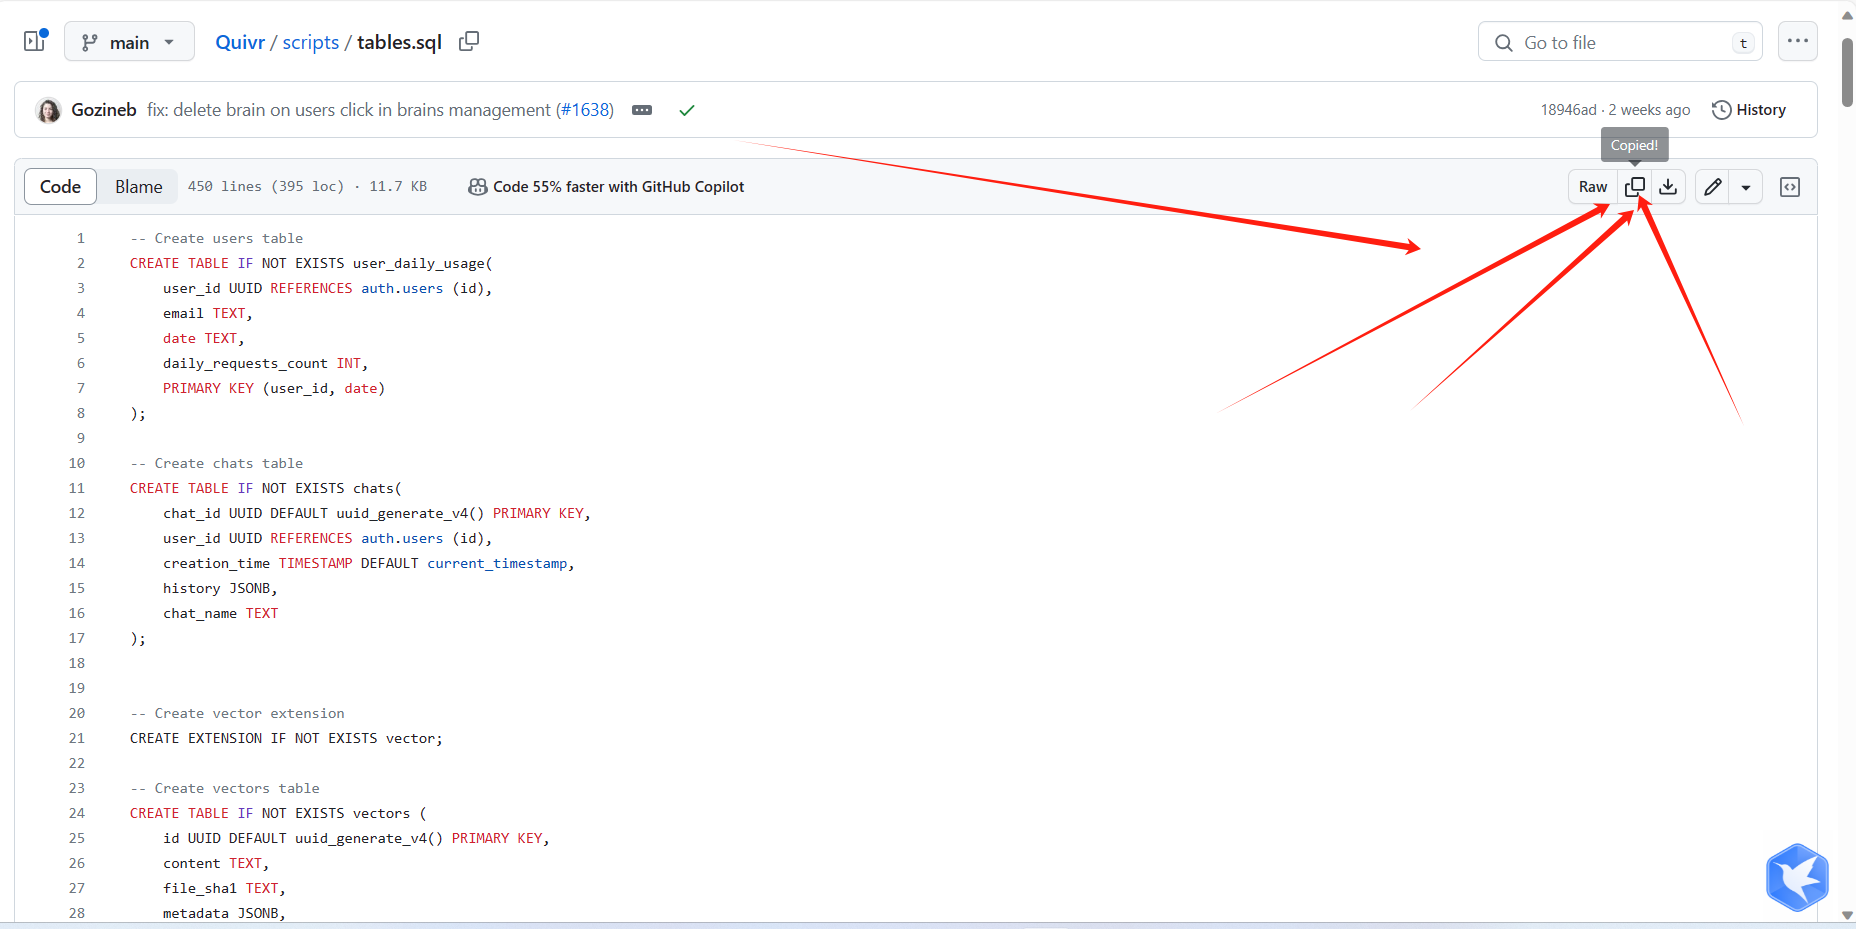 main Quivr / scripts / tables.sql Go to file t
Gozineb fix: delete brain on users click in brains management (#1638) 18946ad · 2 weeks ago History
Copied!
Code Blame 450 lines (395 loc) · 11.7 KB Code 55% faster with GitHub Copilot Raw
1 -- Create users table
2 CREATE TABLE IF NOT EXISTS user_daily_usage(
3 user_id UUID REFERENCES auth.users (id),
4 email TEXT,
5 date TEXT,
6 daily_requests_count INT,
7 PRIMARY KEY (user_id, date)
8 );
9
10 -- Create chats table
11 CREATE TABLE IF NOT EXISTS chats(
12 chat_id UUID DEFAULT uuid_generate_v4() PRIMARY KEY,
13 user_id UUID REFERENCES auth.users (id),
14 creation_time TIMESTAMP DEFAULT current_timestamp,
15 history JSONB,
16 chat_name TEXT
17 );
18
19
20 -- Create vector extension
21 CREATE EXTENSION IF NOT EXISTS vector;
22
23 -- Create vectors table
24 CREATE TABLE IF NOT EXISTS vectors (
25 id UUID DEFAULT uuid_generate_v4() PRIMARY KEY,
26 content TEXT,
27 file_sha1 TEXT,
28 metadata JSONB,